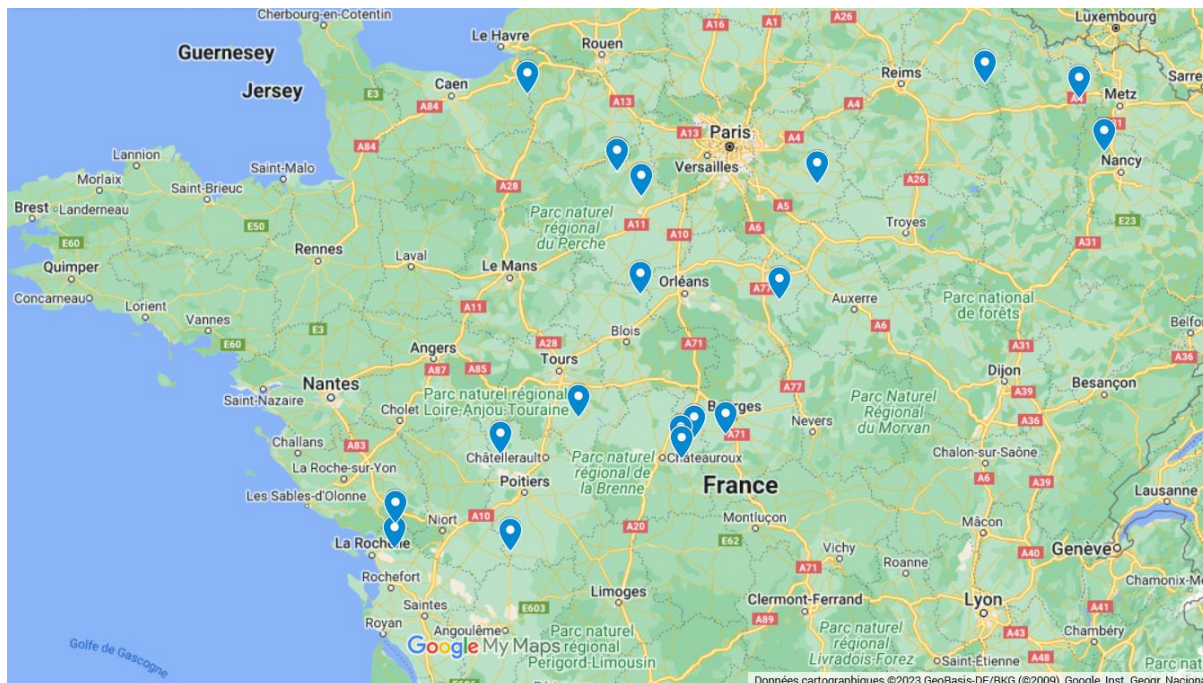 Cherbourg-en-Cotentin
A26
Luxembourg
Guernesey
Le Havre
A16
A1
Rouen
Reims
Sarre
Caen
E3
A84
A13
A4
Metz
A4
Jersey
A13
Paris
A4
A31
Versailles
Nancy
Lannion
A84
Saint-Malo
A28
A26
Morlaix
Saint-Brieuc
A5
Brest
Landerneau
Parc naturel
régional
du Perche
A11
A6
Troyes
E23
E50
A10
E60
Rennes
Laval
A31
Quimper
Le Mans
Concarneau
Orléans
A77
Lorient
A11
Auxerre
Parc national
de forêts
Vannes
E3
Blois
A6
E60
Angers
A28
A71
A31
A36
A87
A85
Tours
Dijon
Besançon
Nantes
Parc naturel régional
Loire-Anjou-Touraine
A77
A39
Saint-Nazaire
Cholet
Bourges
Parc Naturel
Régional
du Morvan
A36
A71
Nevers
Challans
A83
Châtellerault
Parc naturel
régional de
la Brenne
Châteauroux
Chalon-sur-Saône
La Roche-sur-Yon
Poitiers
France
A6
A39
Les Sables-d'Olonne
Lausanne
A10
Niort
A20
Montluçon
Mâcon
La Rochelle
E62
A40
Genève
Vichy
Rochefort
A71
Roanne
Chamonix-M
Limoges
Clermont-Ferrand
Lyon
Saintes
E603
A41
Royan
Angoulême
A89
A43
Chambéry
Golfe de Gascogne
Google My Maps
Parc naturel
régional
Périgord-Limousin
Parc naturel
régional
Livradois-Forez
Saint-Étienne
A48
Données cartographiques ©2023 GeoBasis-DE/BKG (©2009), Google, Inst. Geogr. Nacional